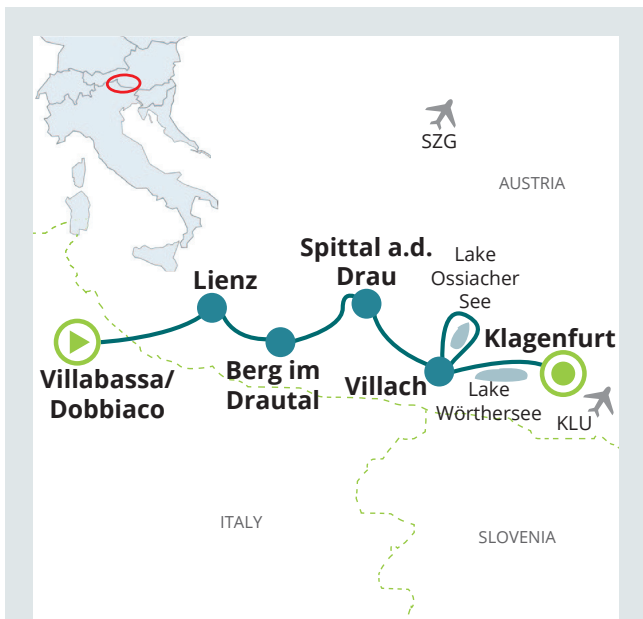 SZG
AUSTRIA
Spittal a.d.
Drau
Lake
Ossiacher
See
Lienz
Klagenfurt
Villabassa/
Dobbiaco
Berg im
Drautal
Villach
Lake
Wörthersee
KLU
ITALY
SLOVENIA